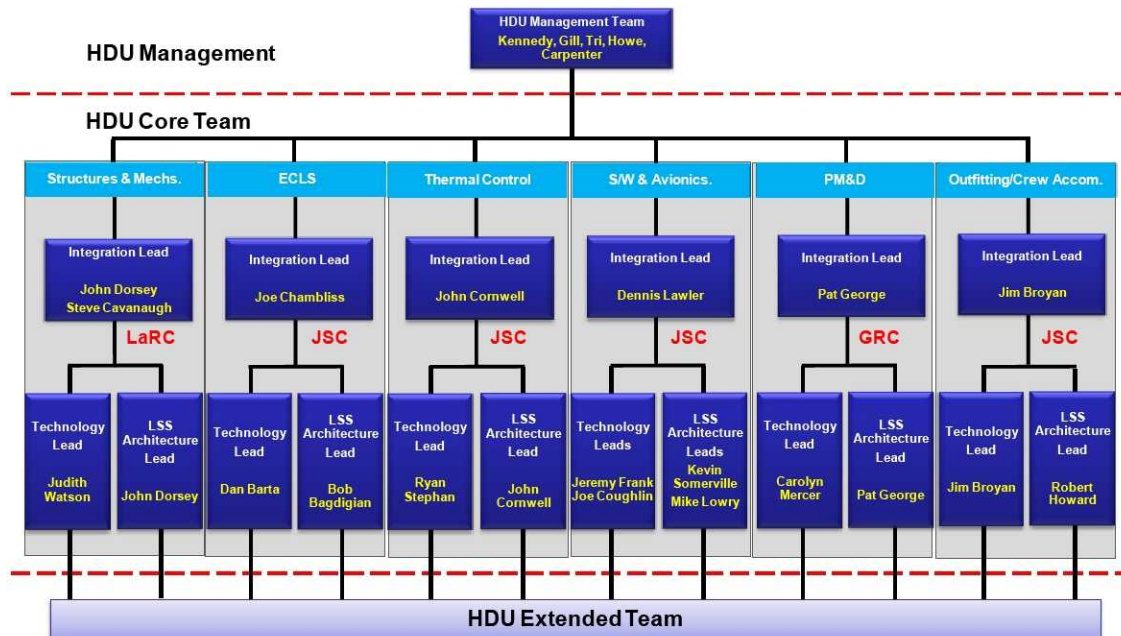 HDU Management Team
Kennedy, Gill, Tri, Howe,
Carpenter
HDU Management
HDU Core Team
Structures & Mechs.
ECLS
Thermal Control
S/W & Avionics.
PM&D
Outfitting/Crew Accom.
Integration Lead
John Dorsey
Steve Cavanaugh
LaRC
Integration Lead
Joe Chambliss
JSC
Integration Lead
John Cornwell
JSC
Integration Lead
Dennis Lawler
JSC
Integration Lead
Pat George
GRC
Integration Lead
Jim Broyan
JSC
Technology
Lead
Judith
Watson
LSS
Architecture
Lead
John Dorsey
Technology
Lead
Dan Barta
LSS
Architecture
Lead
Bob
Bagdigian
Technology
Lead
Ryan
Stephan
LSS
Architecture
Lead
John
Cornwell
Technology
Leads
Jeremy Frank
Joe Coughlin
LSS
Architecture
Leads
Kevin
Somerville
Mike Lowry
Technology
Lead
Carolyn
Mercer
LSS
Architecture
Lead
Pat George
Technology
Lead
Jim Broyan
LSS
Architecture
Lead
Robert
Howard
HDU Extended Team